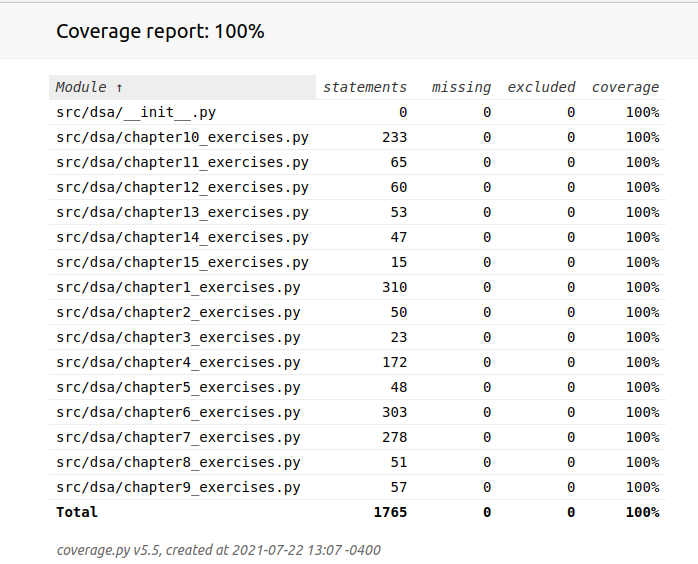 Coverage report: 100%
Module ↑ statements missing excluded coverage
src/dsa/__init__.py 0 0 0 100%
src/dsa/chapter10_exercises.py 233 0 0 100%
src/dsa/chapter11_exercises.py 65 0 0 100%
src/dsa/chapter12_exercises.py 60 0 0 100%
src/dsa/chapter13_exercises.py 53 0 0 100%
src/dsa/chapter14_exercises.py 47 0 0 100%
src/dsa/chapter15_exercises.py 15 0 0 100%
src/dsa/chapter1_exercises.py 310 0 0 100%
src/dsa/chapter2_exercises.py 50 0 0 100%
src/dsa/chapter3_exercises.py 23 0 0 100%
src/dsa/chapter4_exercises.py 172 0 0 100%
src/dsa/chapter5_exercises.py 48 0 0 100%
src/dsa/chapter6_exercises.py 303 0 0 100%
src/dsa/chapter7_exercises.py 278 0 0 100%
src/dsa/chapter8_exercises.py 51 0 0 100%
src/dsa/chapter9_exercises.py 57 0 0 100%
Total 1765 0 0 100%
coverage.py v5.5, created at 2021-07-22 13:07 -0400